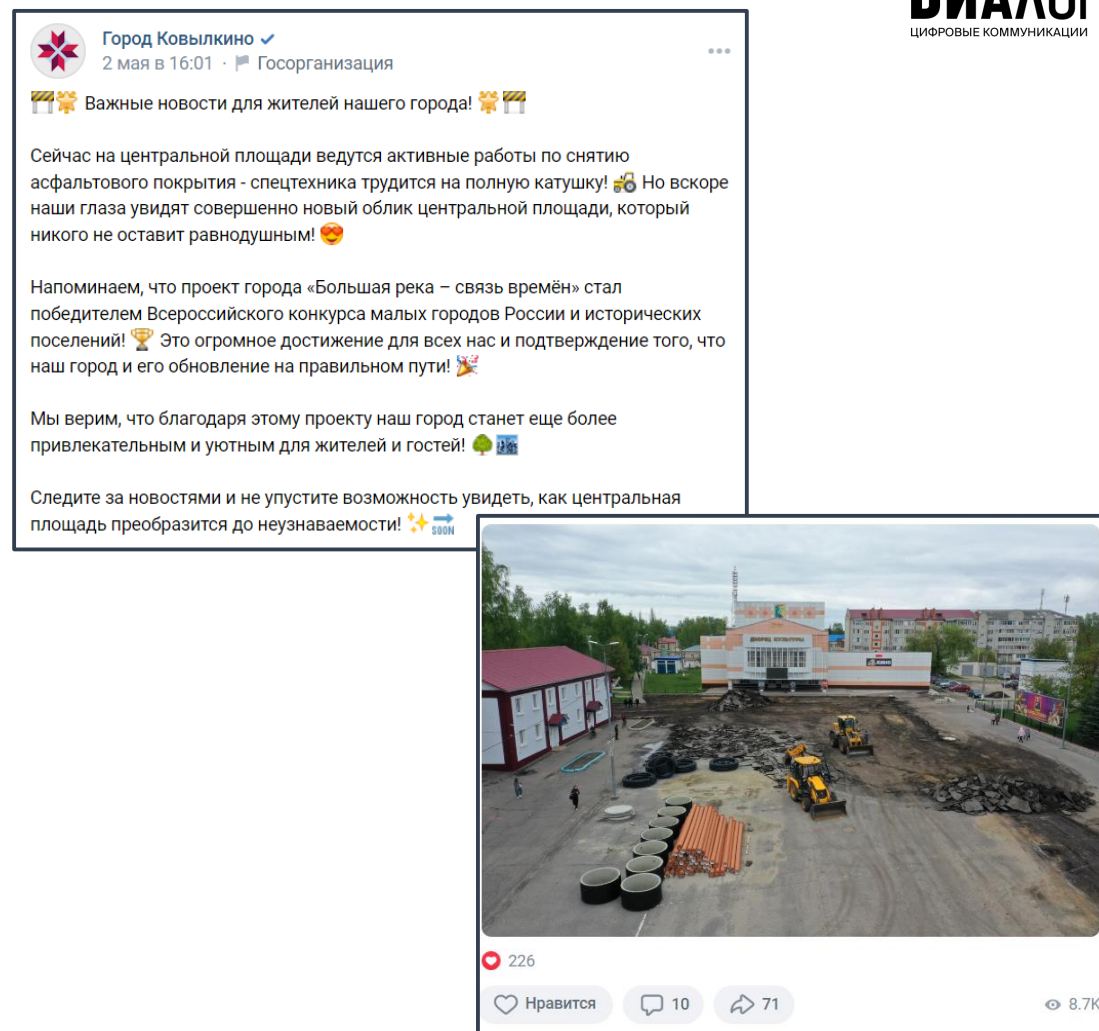 ДИАЛОГ
ЦИФРОВЫЕ КОММУНИКАЦИИ
Город Ковылкино
2 мая в 16:01 · Госорганизация
Важные новости для жителей нашего города!
Сейчас на центральной площади ведутся активные работы по снятию
асфальтового покрытия - спецтехника трудится на полную катушку! 🚜 Но вскоре
наши глаза увидят совершенно новый облик центральной площади, который
никого не оставит равнодушным! 😍
Напоминаем, что проект города «Большая река – связь времён» стал
победителем Всероссийского конкурса малых городов России и исторических
поселений! 🏆 Это огромное достижение для всех нас и подтверждение того, что
наш город и его обновление на правильном пути! 🎉
Мы верим, что благодаря этому проекту наш город станет еще более
привлекательным и уютным для жителей и гостей! 🌳🏙
Следите за новостями и не упустите возможность увидеть, как центральная
площадь преобразится до неузнаваемости! ✨🔜
ДВОРЕЦ КУЛЬТУРЫ
226
Нравится 10 71 8.7K